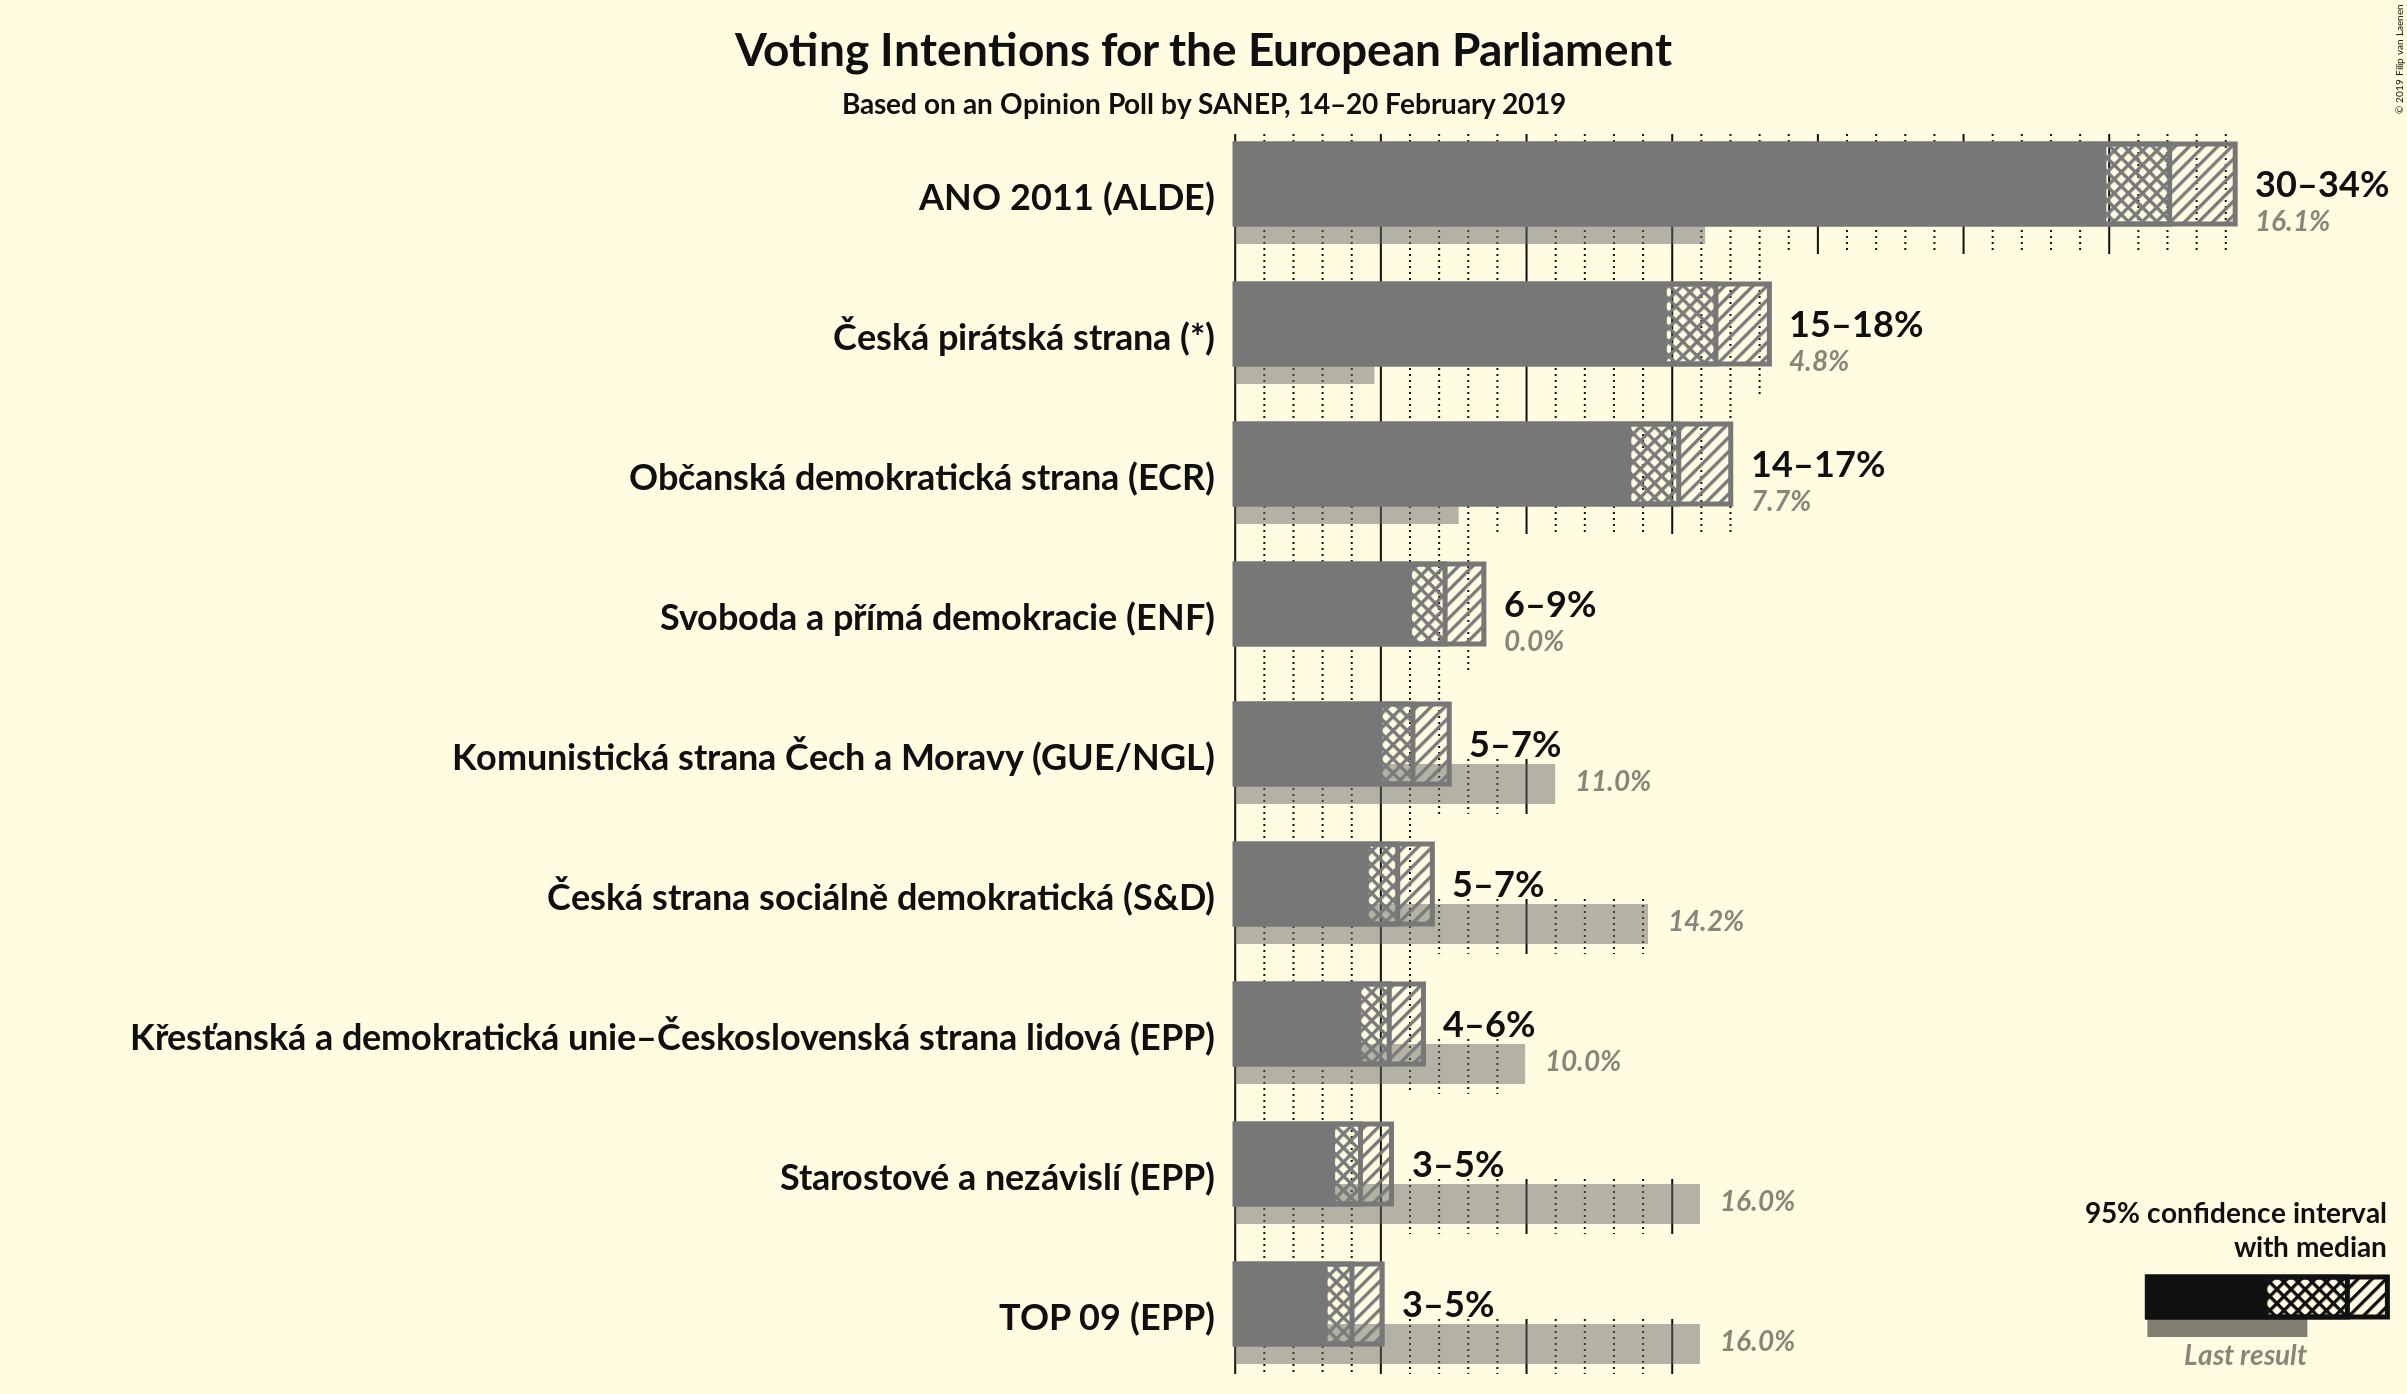 Voting Intentions for the European Parliament
Based on an Opinion Poll by SANEP, 14–20 February 2019
© 2019 Filip van Laenen
ANO 2011 (ALDE)
30–34%
16.1%
Česká pirátská strana (*)
15–18%
4.8%
Občanská demokratická strana (ECR)
14–17%
7.7%
Svoboda a přímá demokracie (ENF)
6–9%
0.0%
Komunistická strana Čech a Moravy (GUE/NGL)
5–7%
11.0%
Česká strana sociálně demokratická (S&D)
5–7%
14.2%
Křesťanská a demokratická unie–Československá strana lidová (EPP)
4–6%
10.0%
Starostové a nezávislí (EPP)
3–5%
16.0%
TOP 09 (EPP)
3–5%
16.0%
95% confidence interval
with median
Last result